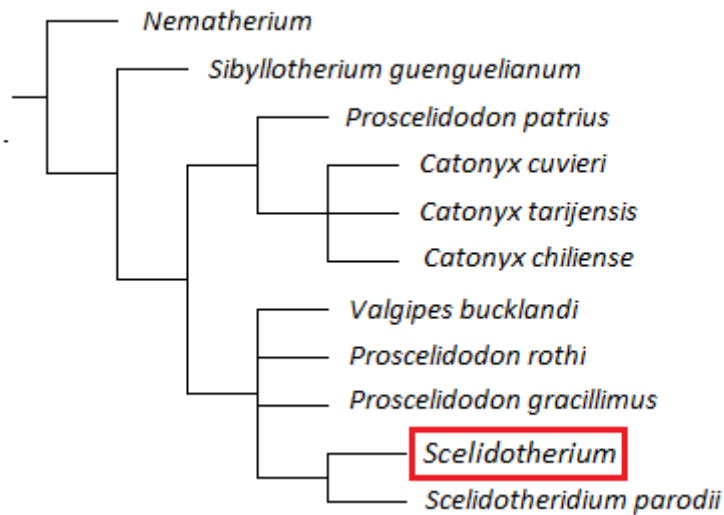 Nematherium
Sibyllotherium guenguelianum
Proscelidodon patrius
Catonyx cuvieri
Catonyx tarijensis
Catonyx chiliense
Valgipes bucklandi
Proscelidodon rothi
Proscelidodon gracillimus
Scelidotherium
Scelidotheridium parodii